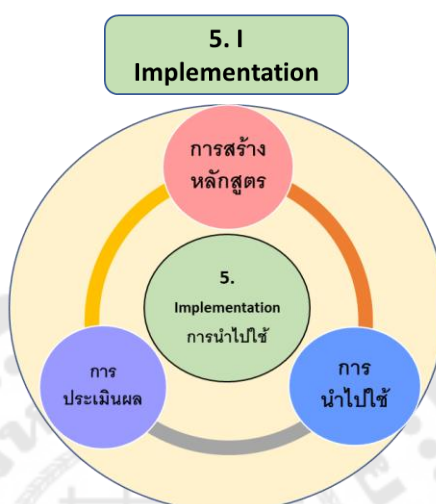 5. I
Implementation
การสร้าง
หลักสูตร
5.
Implementation
การนำไปใช้
การ
ประเมินผล
การ
นำไปใช้